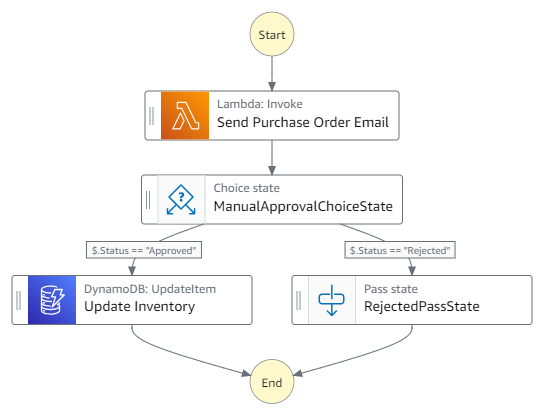 Start
Lambda: Invoke
Send Purchase Order Email
Choice state
ManualApprovalChoiceState
$.Status == "Approved"
$.Status == "Rejected"
DynamoDB: UpdateItem
Update Inventory
Pass state
RejectedPassState
End